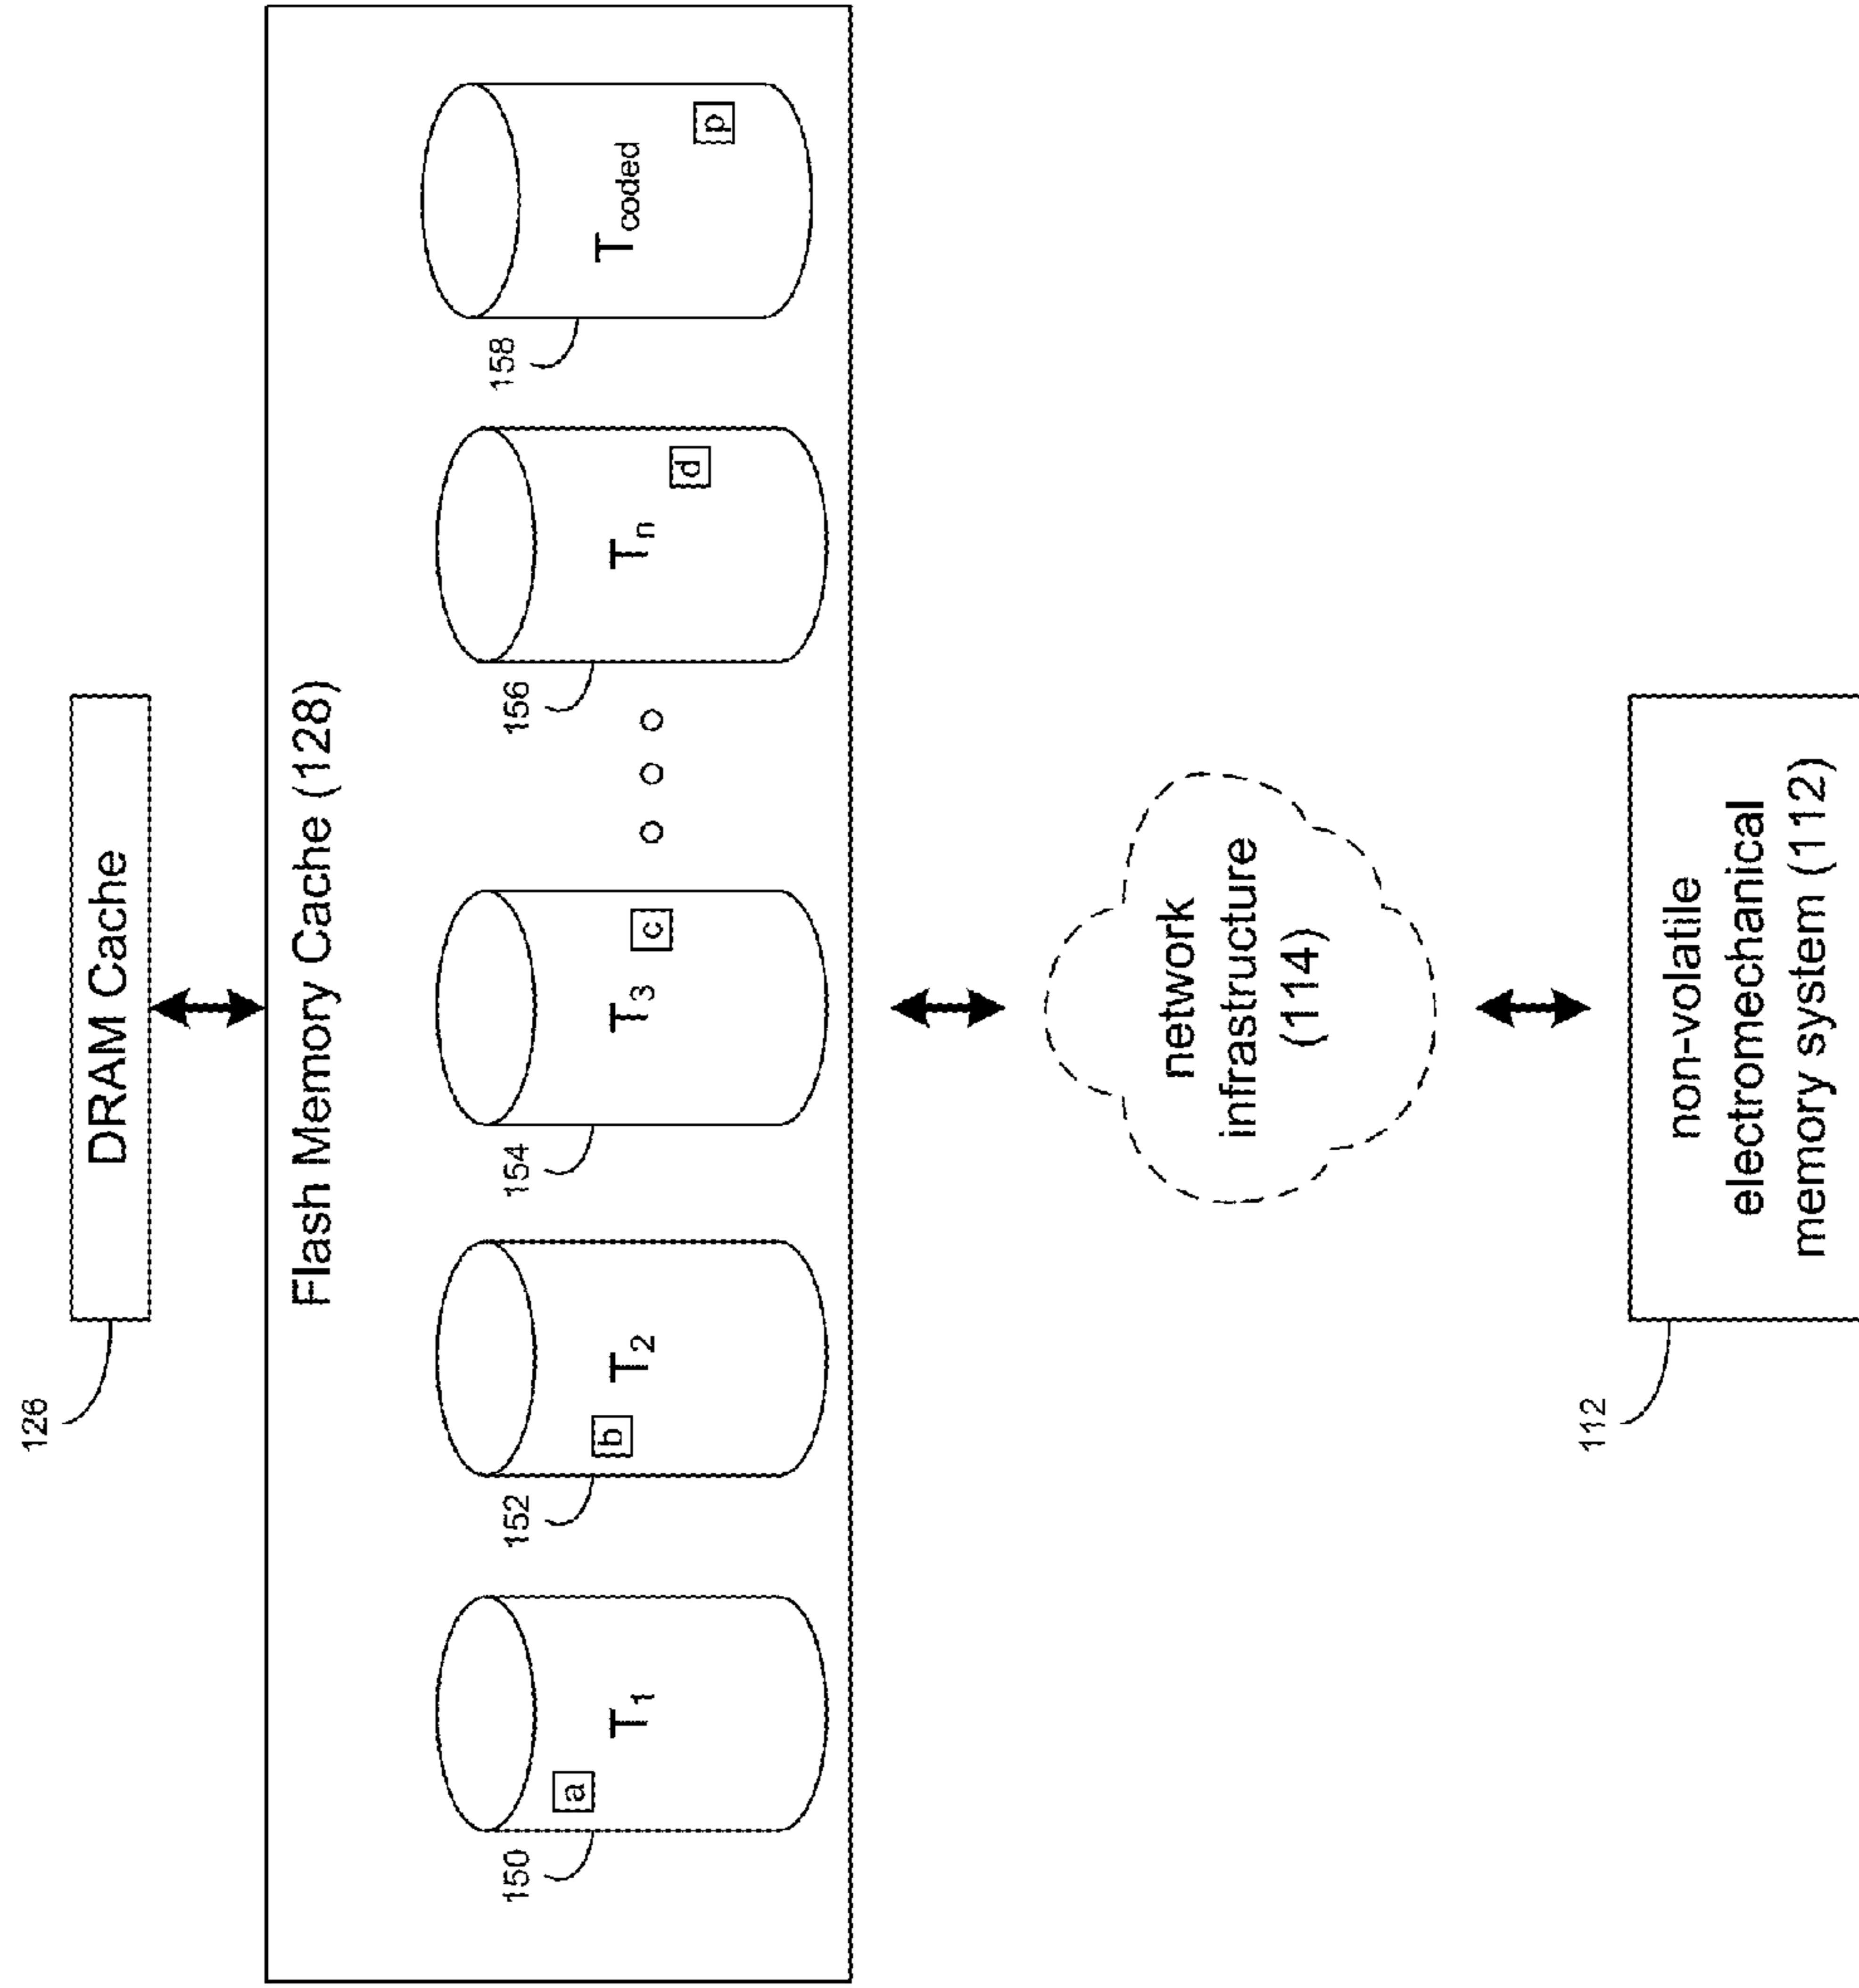 126
DRAM Cache
Flash Memory Cache (128)
150
152
154
156
158
a
b
c
d
p
T1
T2
T3
Tn
Tcoded
network
infrastructure
(114)
112
non-volatile
electromechanical
memory system (112)